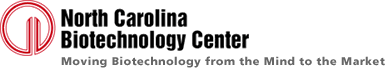 North Carolina
Biotechnology Center
Moving Biotechnology from the Mind to the Market